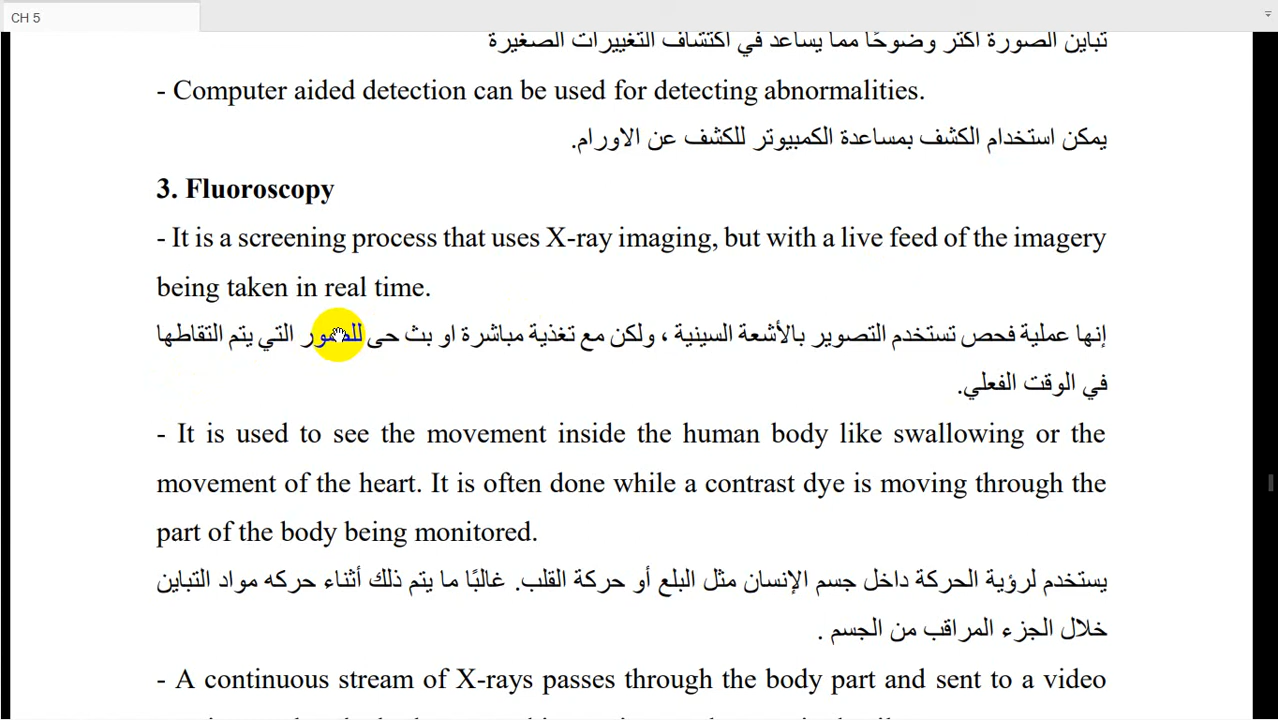 CH 5
تباين الصورة أكثر وضوحًا مما يساعد في اكتشاف التغييرات الصغيرة
- Computer aided detection can be used for detecting abnormalities.
يمكن استخدام الكشف بمساعدة الكمبيوتر للكشف عن الاورام.
3. Fluoroscopy
- It is a screening process that uses X-ray imaging, but with a live feed of the imagery
being taken in real time.
إنها عملية فحص تستخدم التصوير بالأشعة السينية ، ولكن مع تغذية مباشرة او بث حى للصور التي يتم التقاطها
في الوقت الفعلي.
- It is used to see the movement inside the human body like swallowing or the
movement of the heart. It is often done while a contrast dye is moving through the
part of the body being monitored.
يستخدم لر�ية الحركة داخل جسم الإنسان مثل البلع أو حركة القلب. غالبًا ما يتم ذلك أثناء حركه مواد التباين
خلال الجزء المراقب من الجسم .
- A continuous stream of X-rays passes through the body part and sent to a video